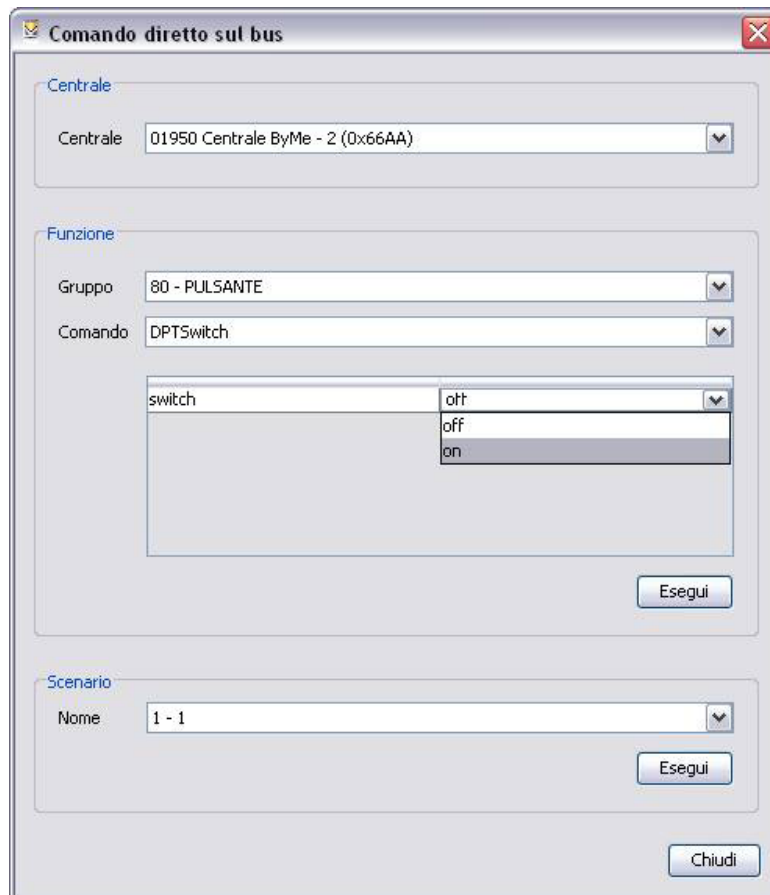 Comando diretto sul bus
Centrale
Centrale 01950 Centrale ByMe - 2 (0x66AA)
Funzione
Gruppo 80 - PULSANTE
Comando DPTSwitch
switch off
off
on
Esegui
Scenario
Nome 1 - 1
Esegui
Chiudi